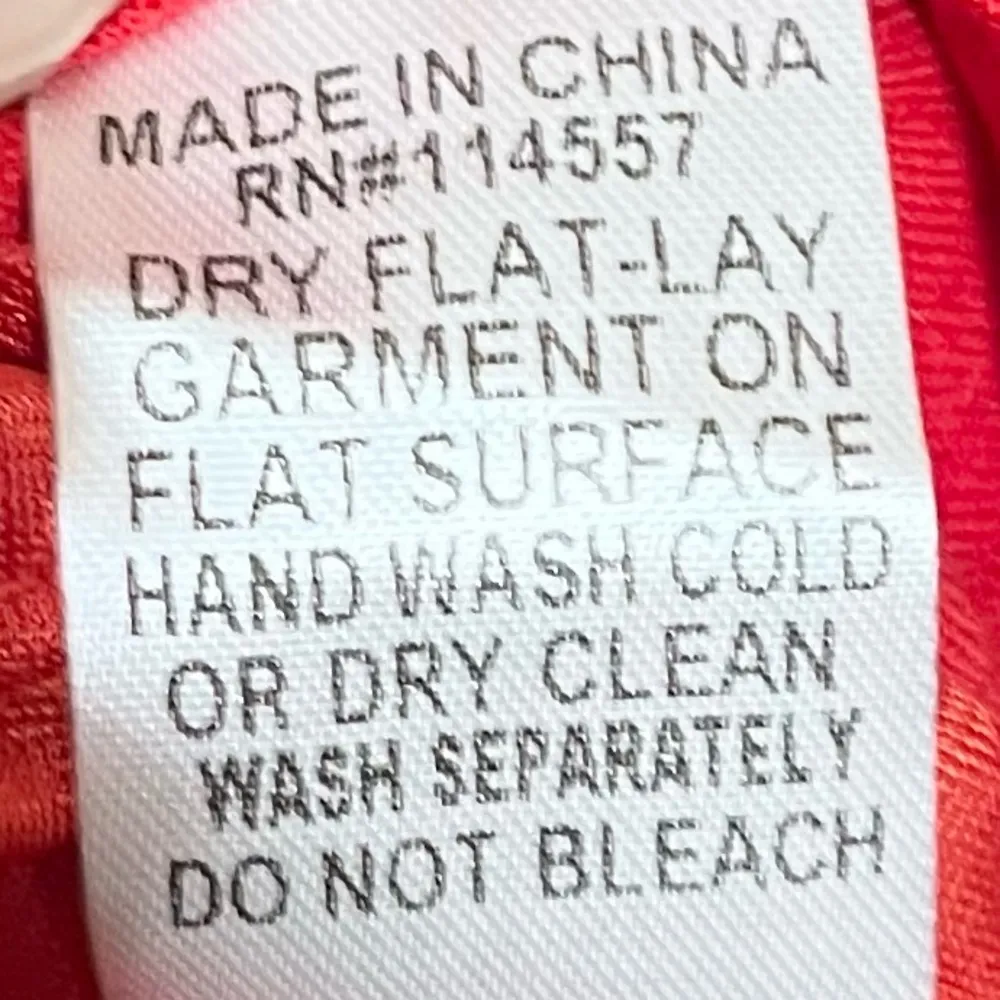 MADE IN CHINA
RN#114557
DRY FLAT-LAY
GARMENT ON
FLAT SURFACE
HAND WASH COLD
OR DRY CLEAN
WASH SEPARATELY
DO NOT BLEACH